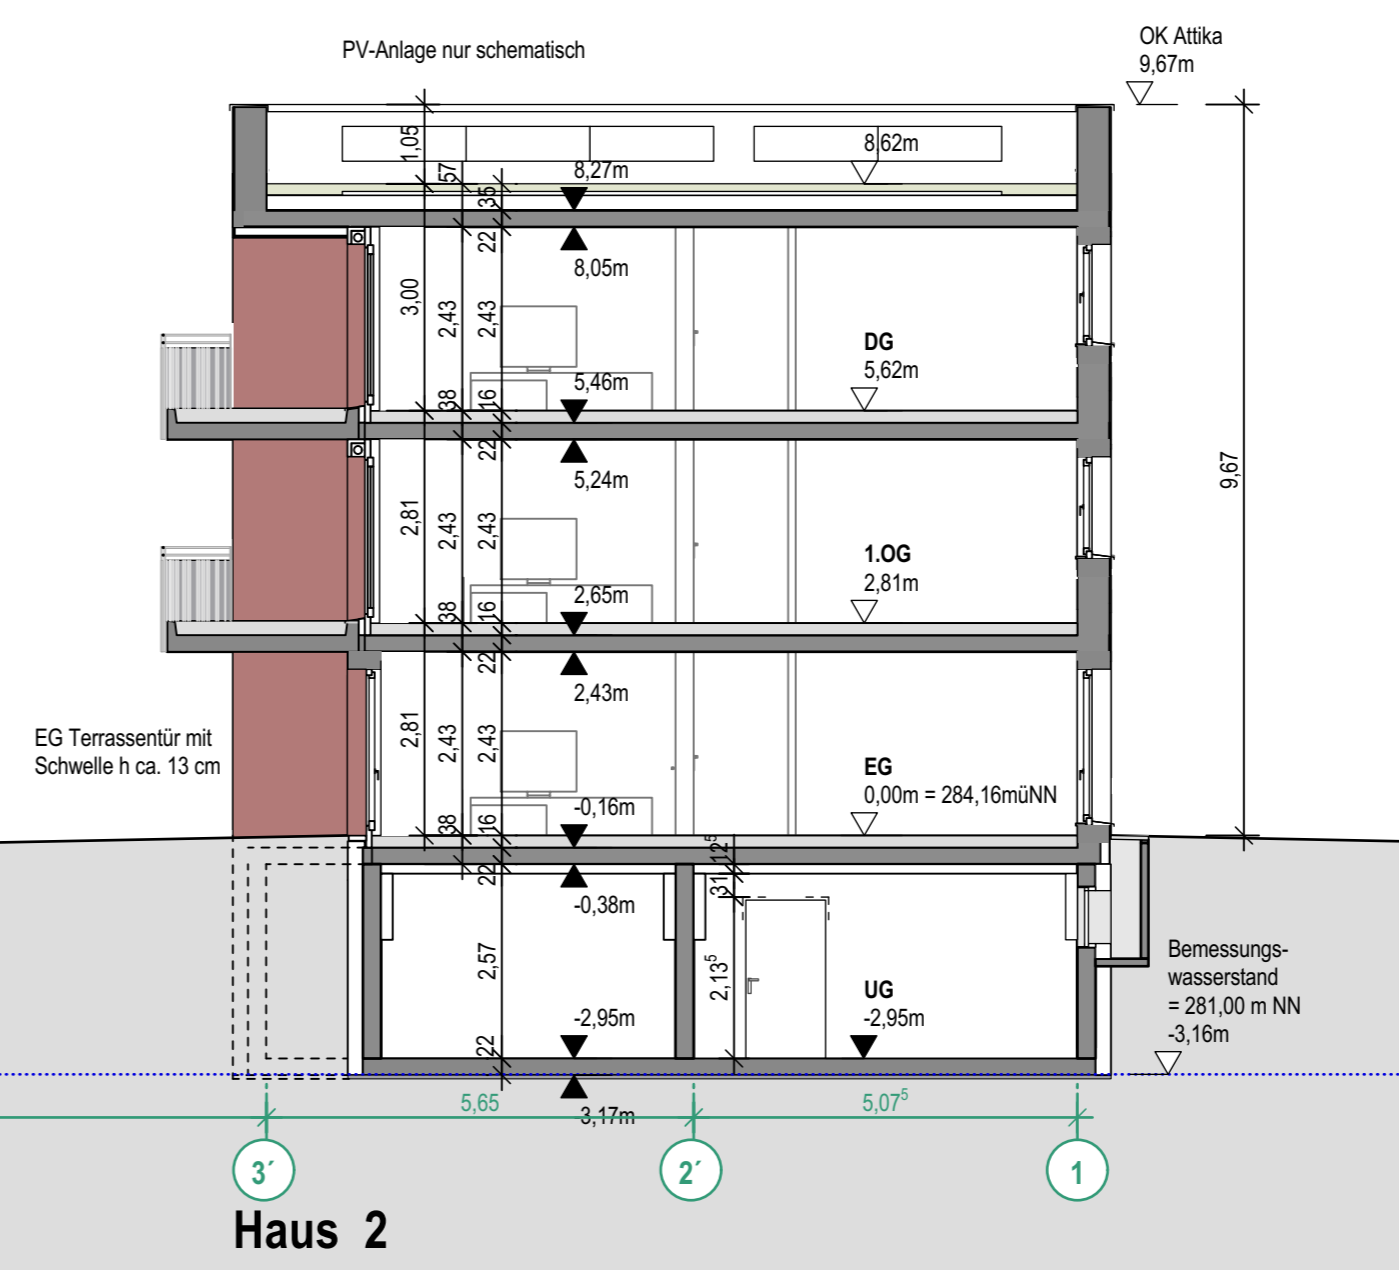 PV-Anlage nur schematisch
OK Attika
9,67m
1,05
57
35
8,27m
8,62m
22
8,05m
3,00
2,43
2,43
DG
5,62m
38
16
5,46m
22
5,24m
9,67
2,81
2,43
2,43
1.OG
2,81m
38
16
2,65m
22
2,43m
EG Terrassentür mit
Schwelle h ca. 13 cm
2,81
2,43
2,43
EG
0,00m = 284,16müNN
38
16
-0,16m
12⁵
22
31
-0,38m
2,57
2,13⁵
UG
-2,95m
-2,95m
Bemessungs-
wasserstand
= 281,00 m NN
-3,16m
22
5,65
3,17m
5,07⁵
3´
2´
1
Haus 2